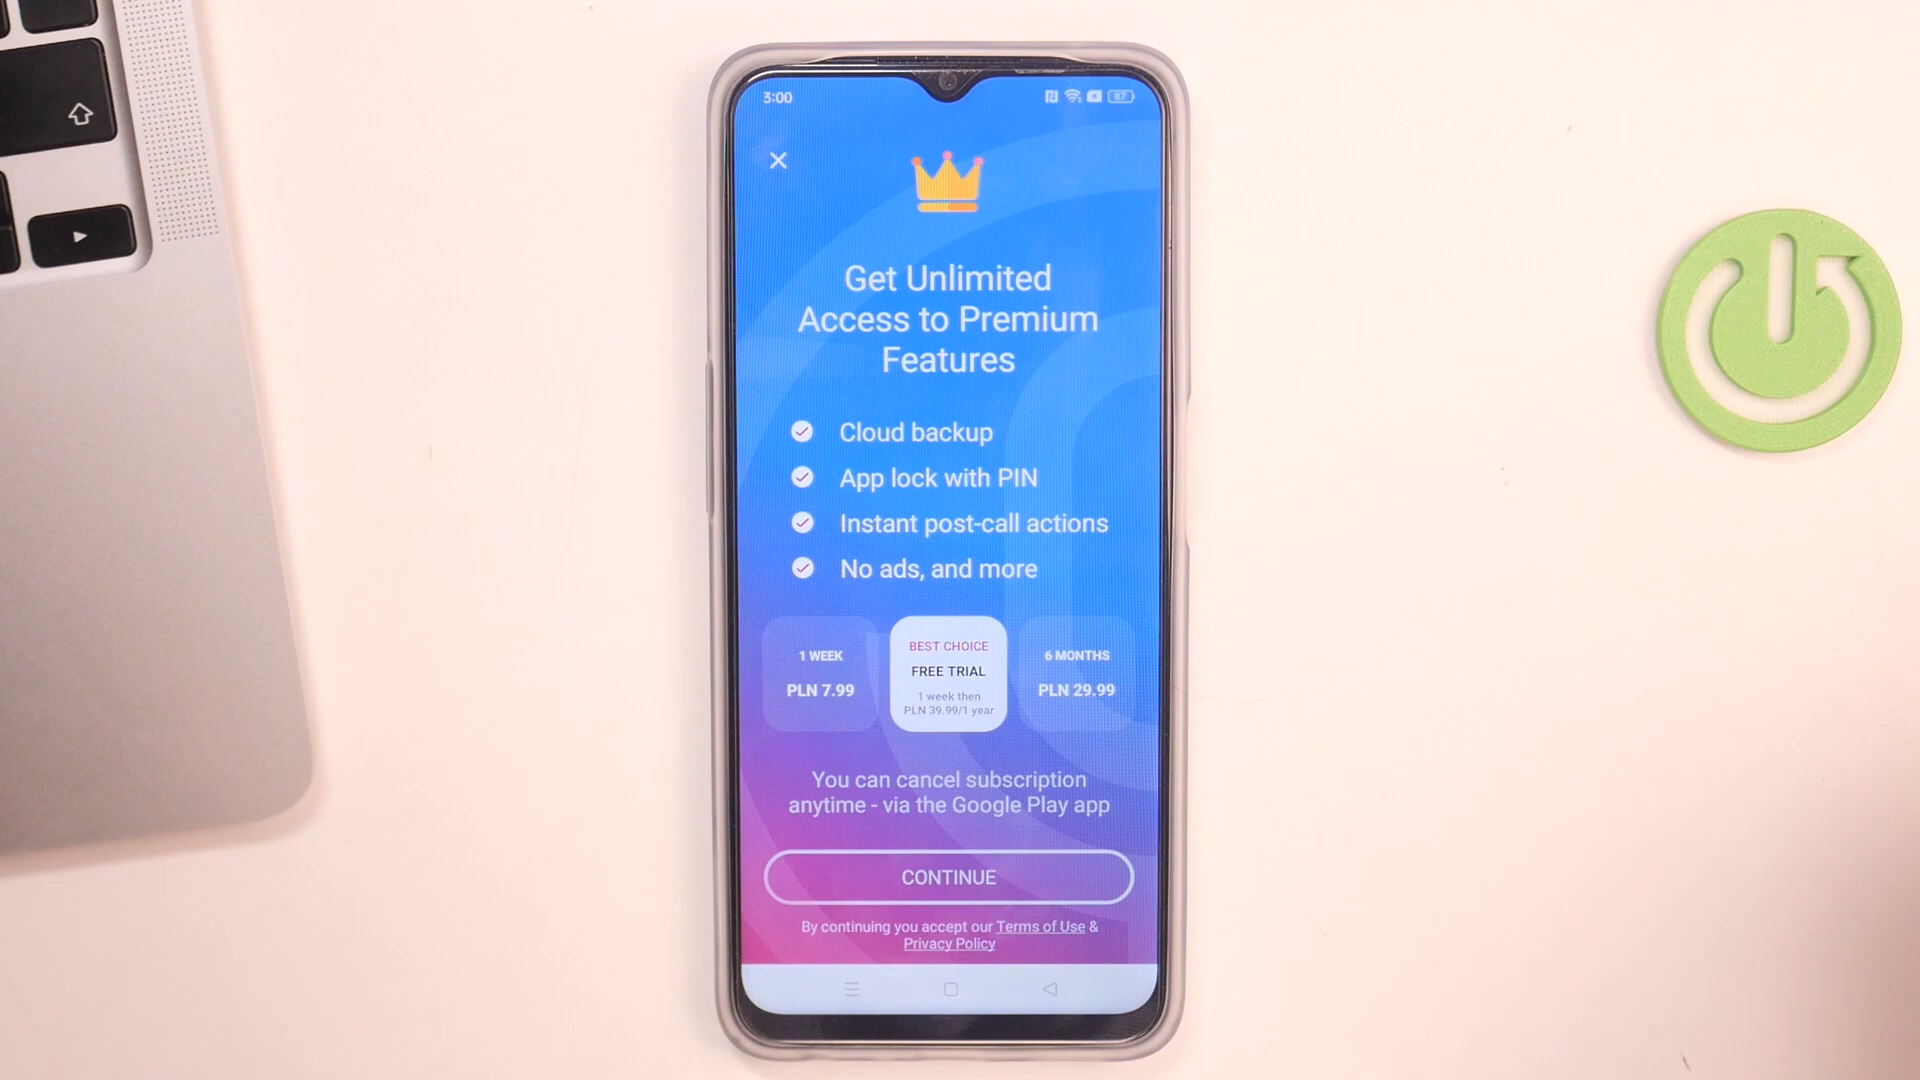 3:00
87
Get Unlimited
Access to Premium
Features
Cloud backup
App lock with PIN
Instant post-call actions
No ads, and more
1 WEEK
PLN 7.99
BEST CHOICE
FREE TRIAL
1 week then
PLN 39.99/1 year
6 MONTHS
PLN 29.99
You can cancel subscription
anytime - via the Google Play app
CONTINUE
By continuing you accept our Terms of Use &
Privacy Policy